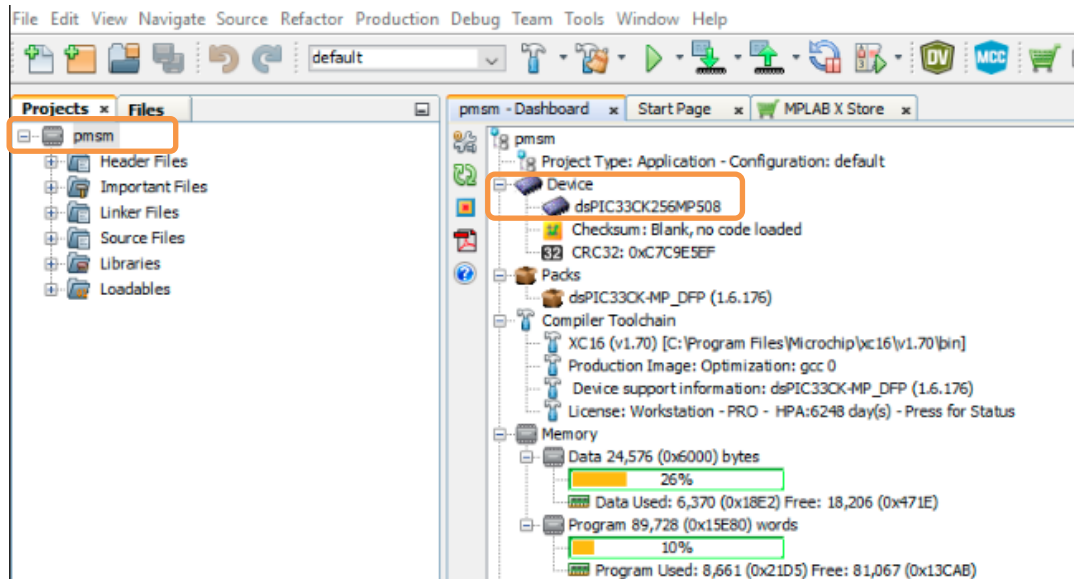 File Edit View Navigate Source Refactor Production Debug Team Tools Window Help
default
DV
MCC
Projects × Files
pmsm
Header Files
Important Files
Linker Files
Source Files
Libraries
Loadables
pmsm - Dashboard × Start Page × MPLAB X Store ×
pmsm
Project Type: Application - Configuration: default
Device
dsPIC33CK256MP508
Checksum: Blank, no code loaded
32 CRC32: 0xC7C9E5EF
Packs
dsPIC33CK-MP_DFP (1.6.176)
Compiler Toolchain
XC16 (v1.70) [C:\Program Files\Microchip\xc16\v1.70\bin]
Production Image: Optimization: gcc 0
Device support information: dsPIC33CK-MP_DFP (1.6.176)
License: Workstation - PRO - HPA:6248 day(s) - Press for Status
Memory
Data 24,576 (0x6000) bytes
26%
Data Used: 6,370 (0x18E2) Free: 18,206 (0x471E)
Program 89,728 (0x15E80) words
10%
Program Used: 8,661 (0x21D5) Free: 81,067 (0x13CAB)